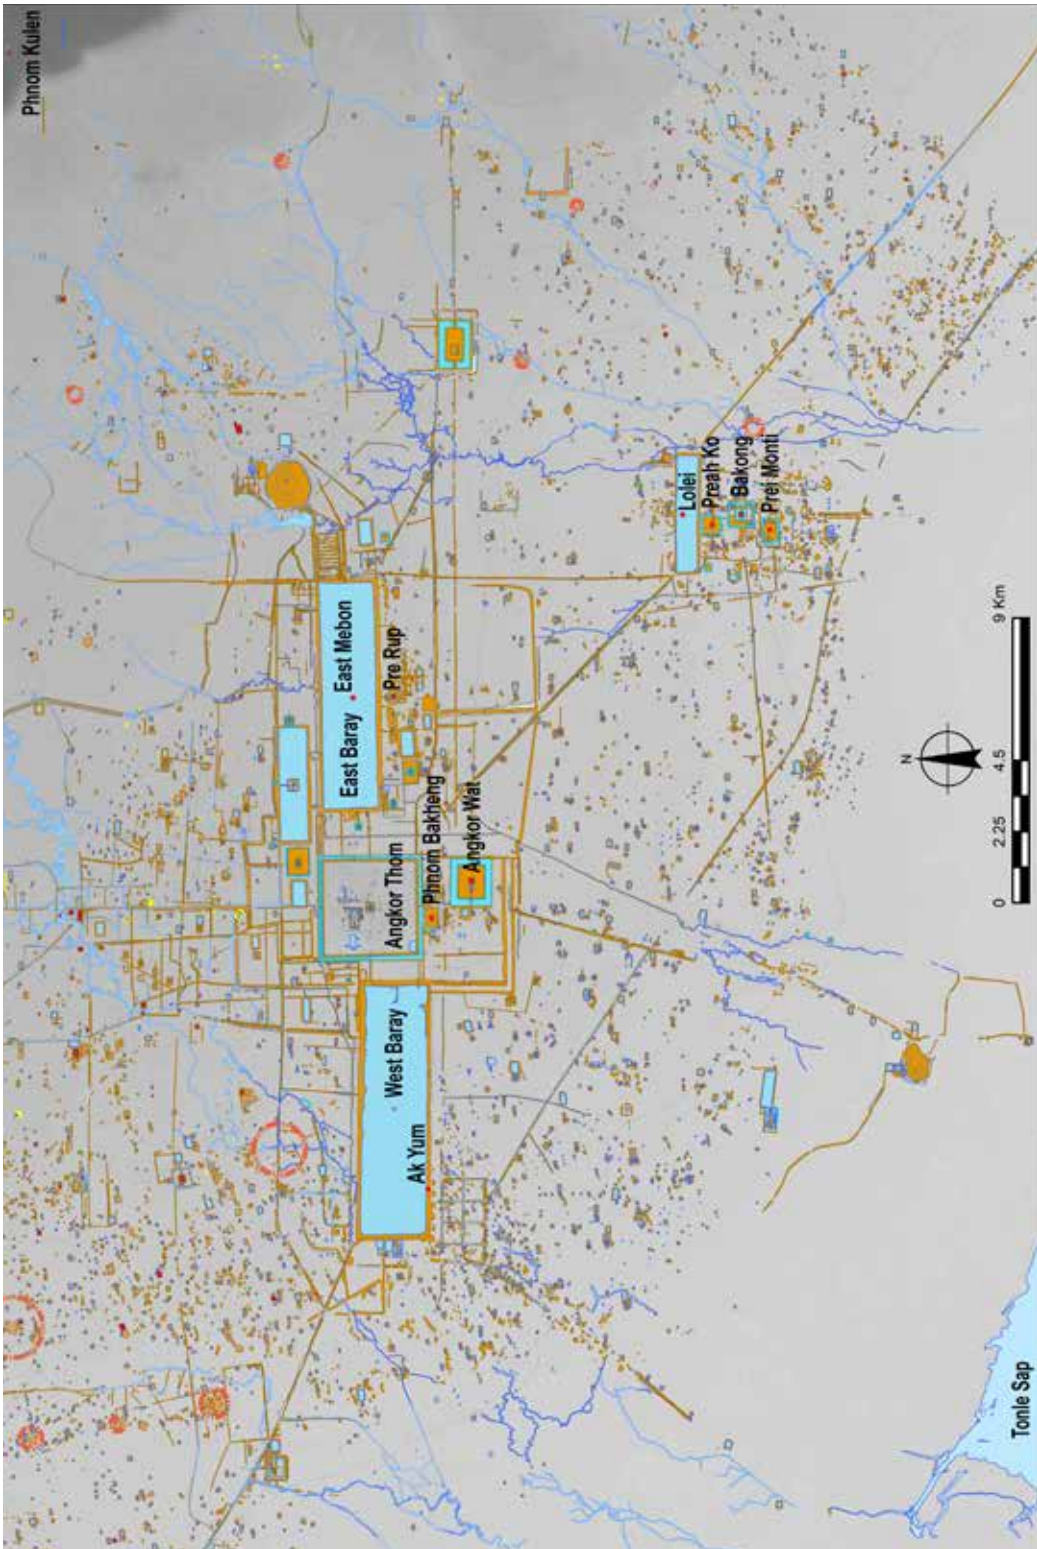 Phnom Kulen
East Baray
East Mebon
Pre Rup
Angkor Thom
Phnom Bakheng
Angkor Wat
West Baray
Ak Yum
Lolei
Preah Ko
Bakong
Prei Monti
N
0 2.25 4.5 9 Km
Tonle Sap